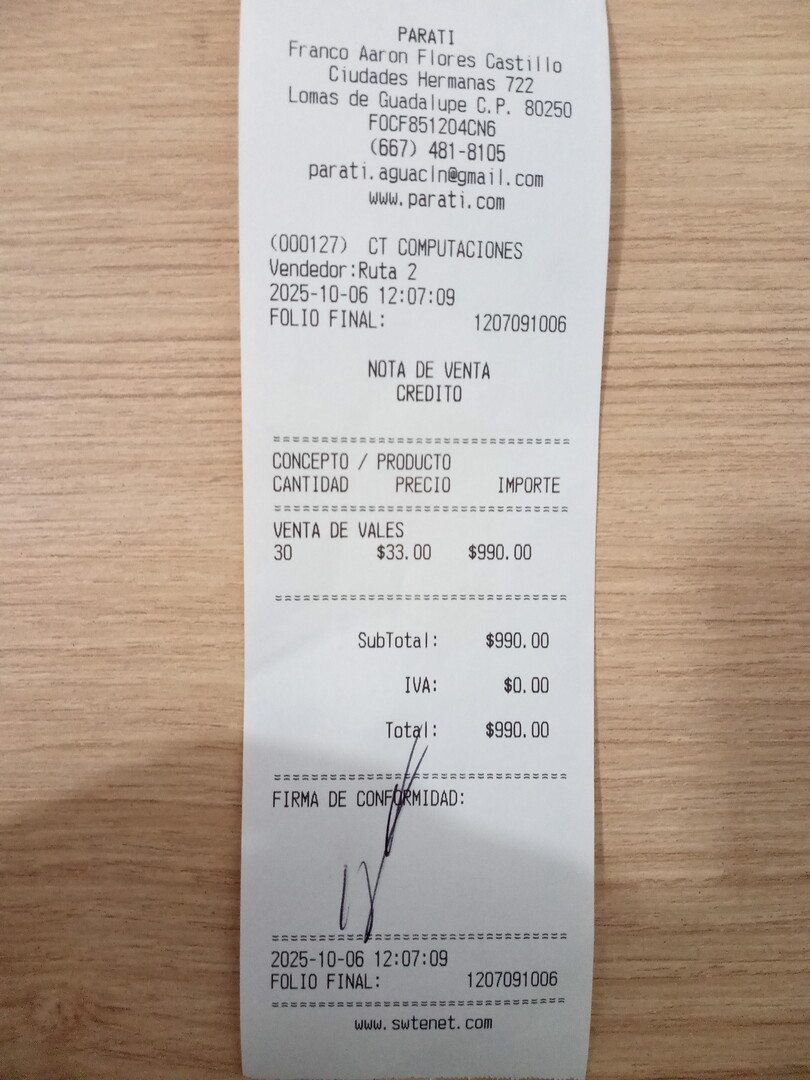 PARATI
Franco Aaron Flores Castillo
Ciudades Hermanas 722
Lomas de Guadalupe C.P. 80250
FOCF851204CN6
(667) 481-8105
parati.aguacln@gmail.com
www.parati.com
(000127) CT COMPUTACIONES
Vendedor:Ruta 2
2025-10-06 12:07:09
FOLIO FINAL: 1207091006
NOTA DE VENTA
CREDITO
==============================
CONCEPTO / PRODUCTO
CANTIDAD PRECIO IMPORTE
==============================
VENTA DE VALES
30 $33.00 $990.00
==============================
SubTotal: $990.00
IVA: $0.00
Total: $990.00
==============================
FIRMA DE CONFORMIDAD:
==============================
2025-10-06 12:07:09
FOLIO FINAL: 1207091006
==============================
www.swtenet.com